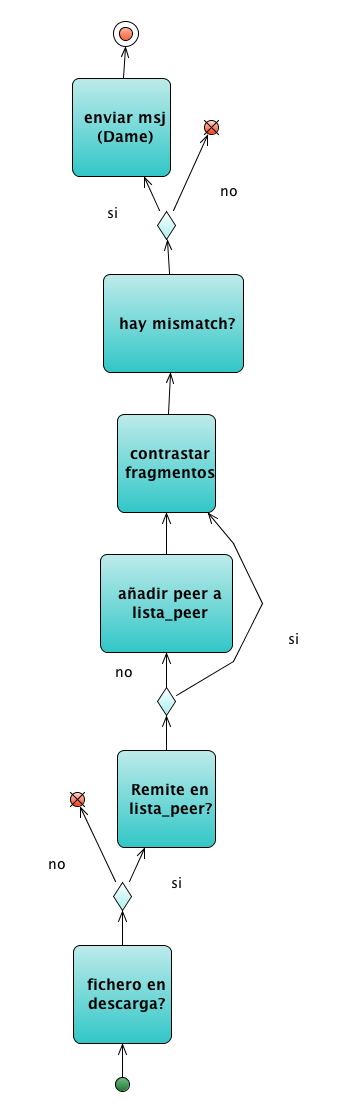 enviar msj
(Dame)
no
si
hay mismatch?
contrastar
fragmentos
añadir peer a
lista_peer
si
no
Remite en
lista_peer?
no
si
fichero en
descarga?